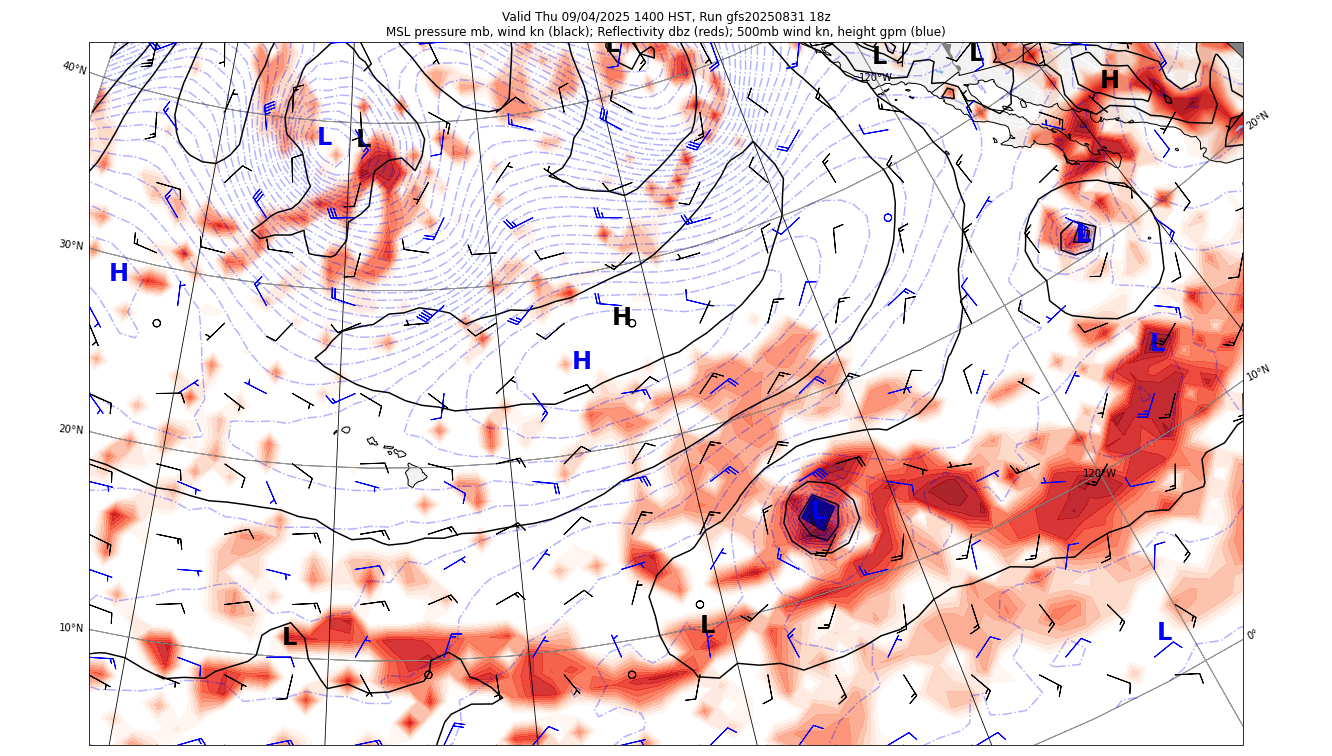 Valid Thu 09/04/2025 1400 HST, Run gfs20250831 18z
MSL pressure mb, wind kn (black); Reflectivity dbz (reds); 500mb wind kn, height gpm (blue)
L
L
L
40°N
120°W
H
20°N
L
L
L
30°N
H
H
L
H
10°N
20°N
120°W
L
10°N
L
L
L
0°